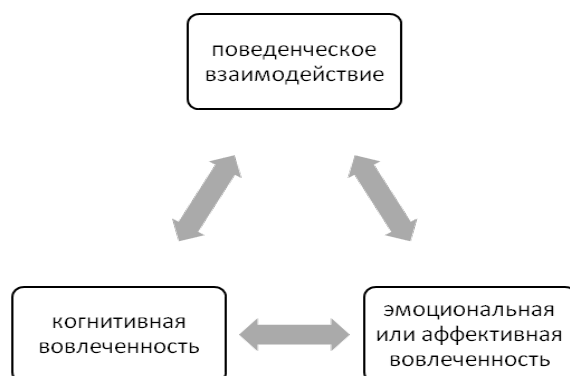 поведенческое
взаимодействие
когнитивная
вовлеченность
эмоциональная
или аффективная
вовлеченность